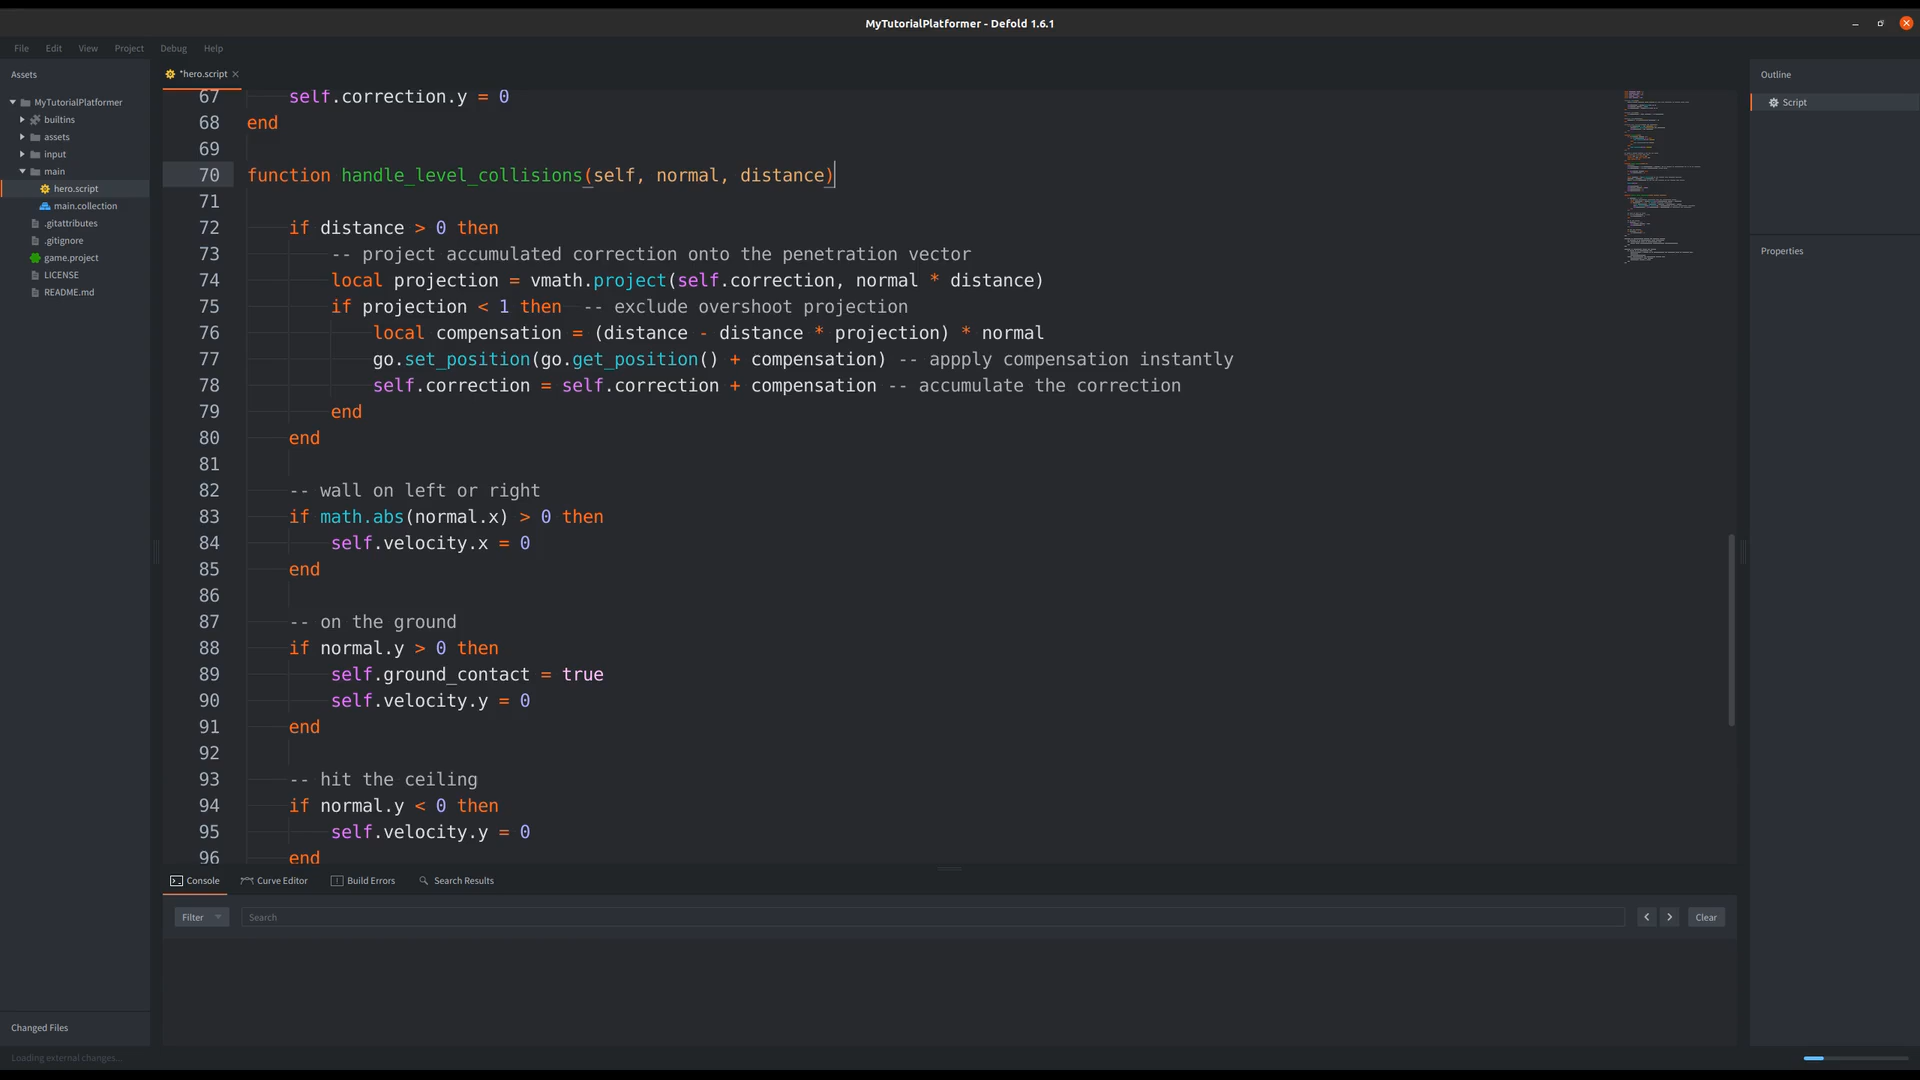 MyTutorialPlatformer - Defold 1.6.1
File Edit View Project Debug Help
Assets
MyTutorialPlatformer
builtins
assets
input
main
hero.script
main.collection
.gitattributes
.gitignore
game.project
LICENSE
README.md
Changed Files
Loading external changes...
*hero.script
67 self.correction.y = 0
68 end
69
70 function handle_level_collisions(self, normal, distance)
71
72 if distance > 0 then
73 -- project accumulated correction onto the penetration vector
74 local projection = vmath.project(self.correction, normal * distance)
75 if projection < 1 then -- exclude overshoot projection
76 local compensation = (distance - distance * projection) * normal
77 go.set_position(go.get_position() + compensation) -- appply compensation instantly
78 self.correction = self.correction + compensation -- accumulate the correction
79 end
80 end
81
82 -- wall on left or right
83 if math.abs(normal.x) > 0 then
84 self.velocity.x = 0
85 end
86
87 -- on the ground
88 if normal.y > 0 then
89 self.ground_contact = true
90 self.velocity.y = 0
91 end
92
93 -- hit the ceiling
94 if normal.y < 0 then
95 self.velocity.y = 0
96 end
Console Curve Editor Build Errors Search Results
Filter Search Clear
Outline
Script
Properties